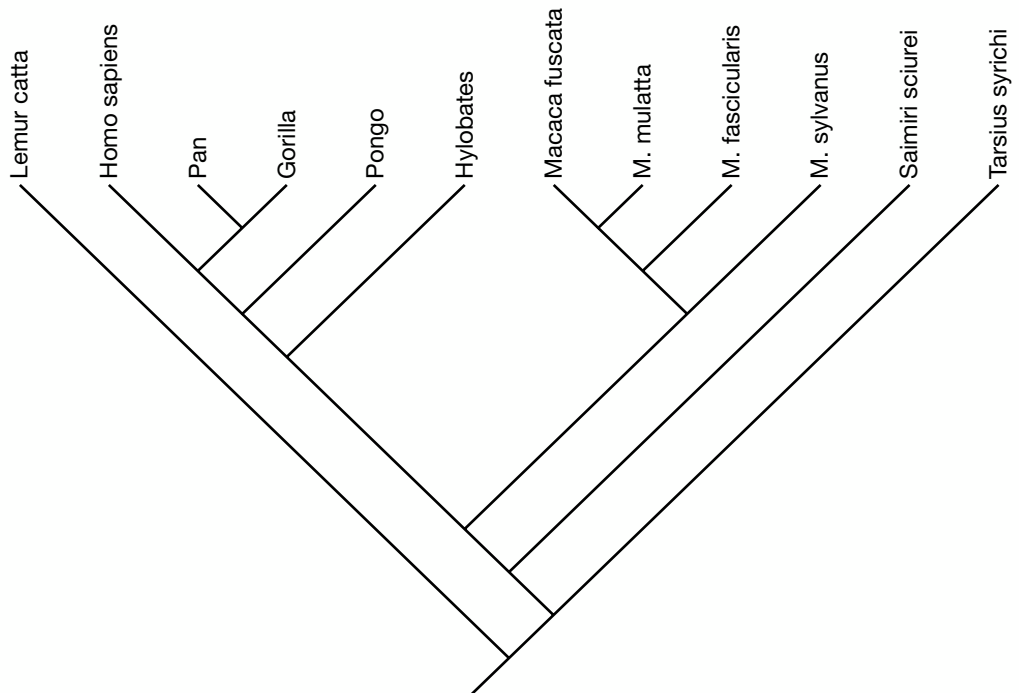 Lemur catta
Homo sapiens
Pan
Gorilla
Pongo
Hylobates
Macaca fuscata
M. mulatta
M. fascicularis
M. sylvanus
Saimiri sciurei
Tarsius syrichi